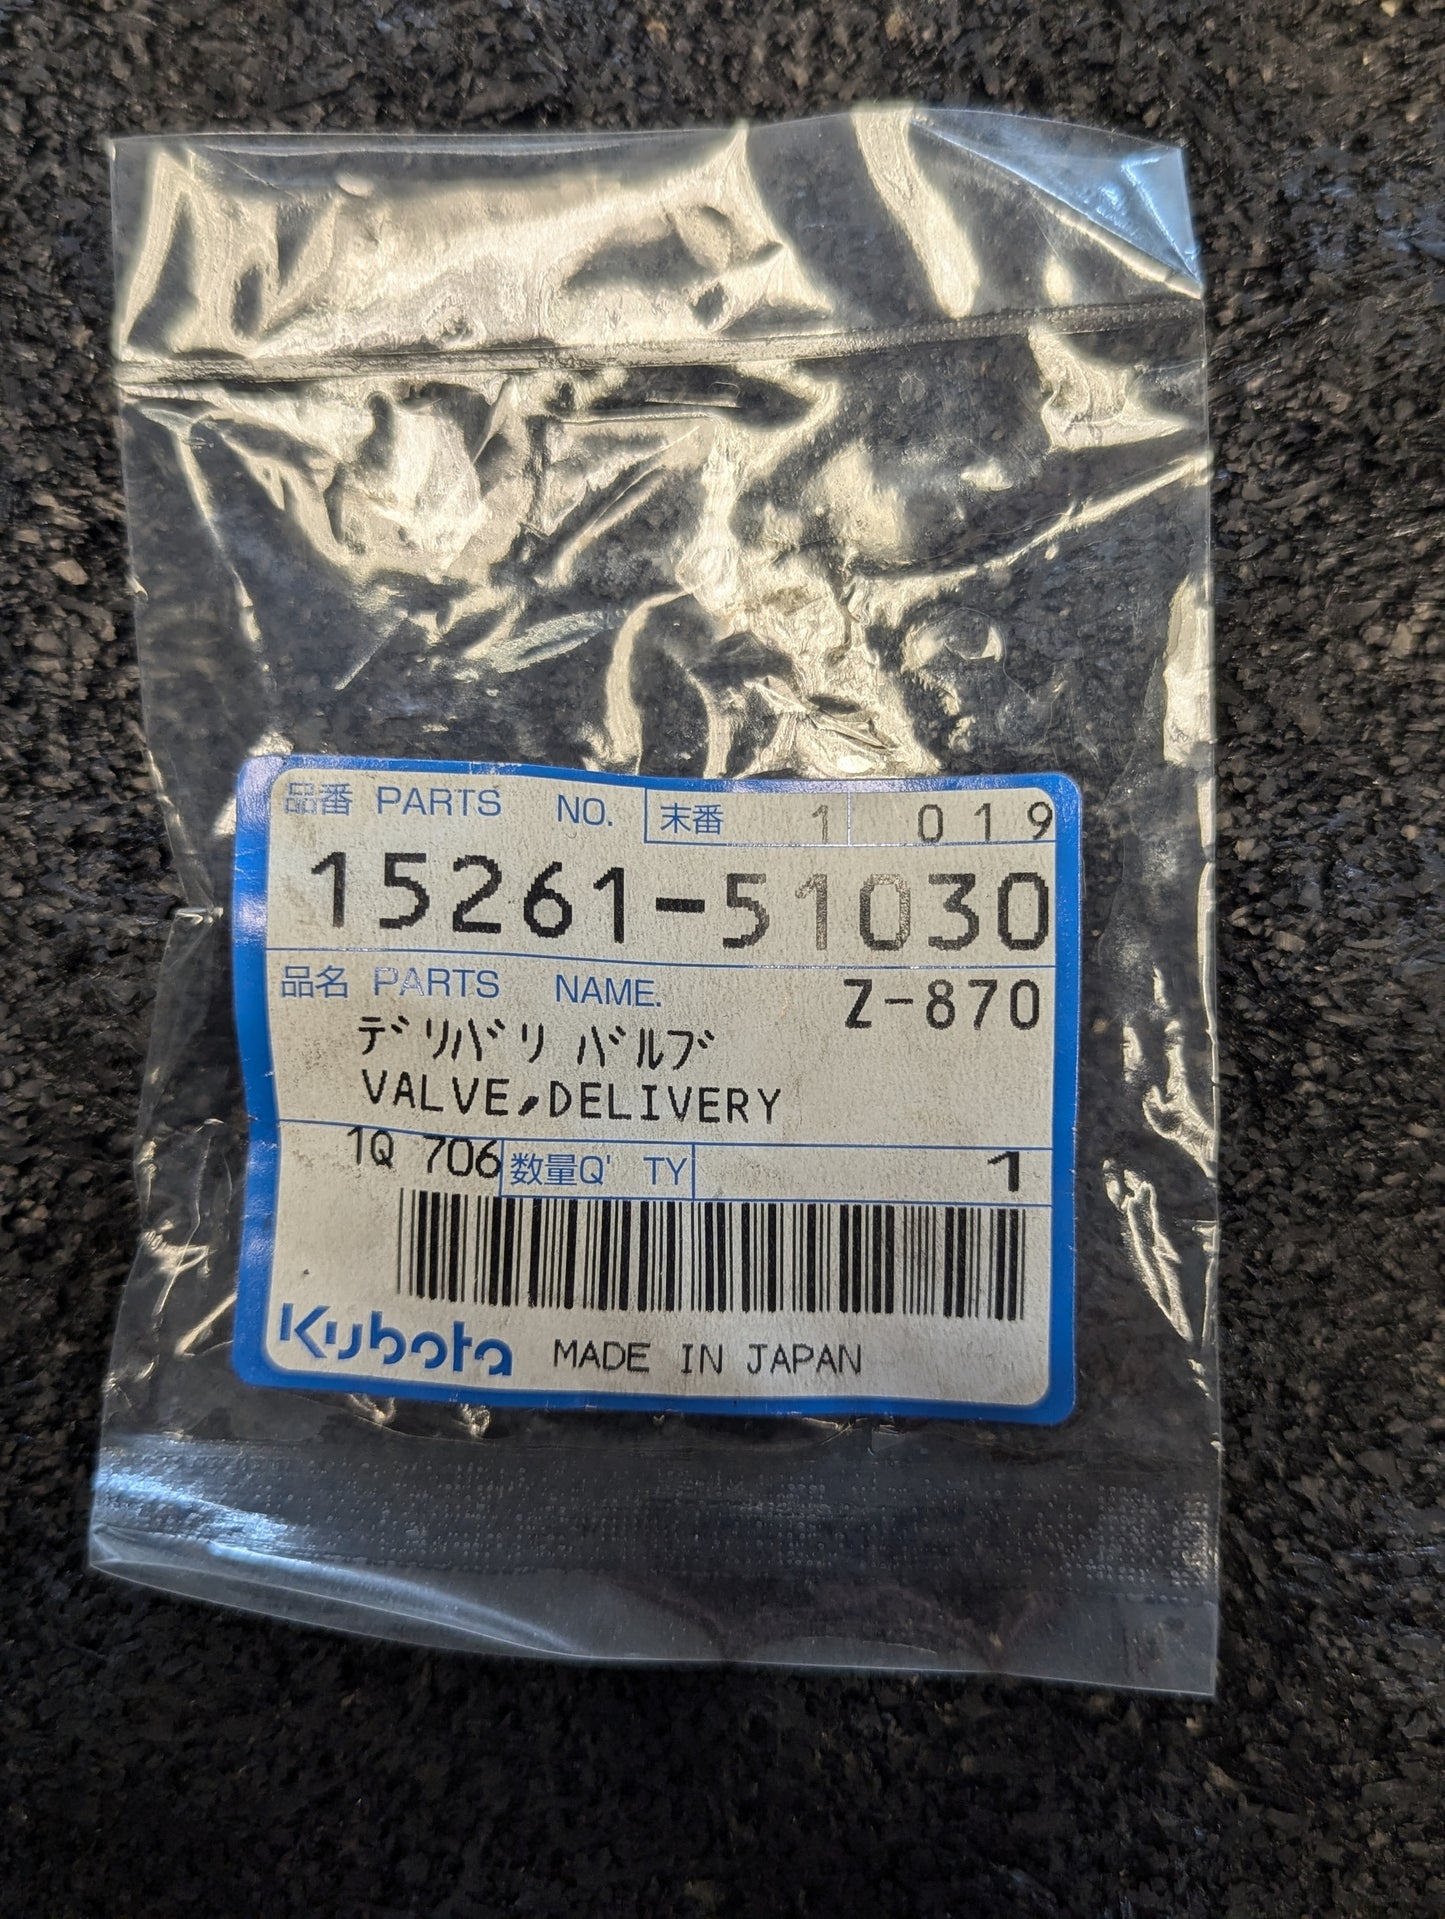 品番 PARTS NO. 末番 1 019
15261-51030
品名 PARTS NAME. Z-870
デリバリ バルブ
VALVE,DELIVERY
1Q 706 数量Q' TY 1
Kubota MADE IN JAPAN